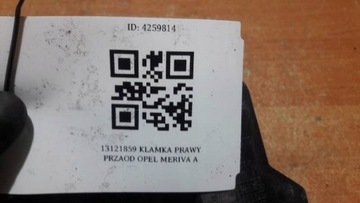 ID: 4259814
13121859 KLAMKA PRAWY
PRZAOD OPEL MERIVA A